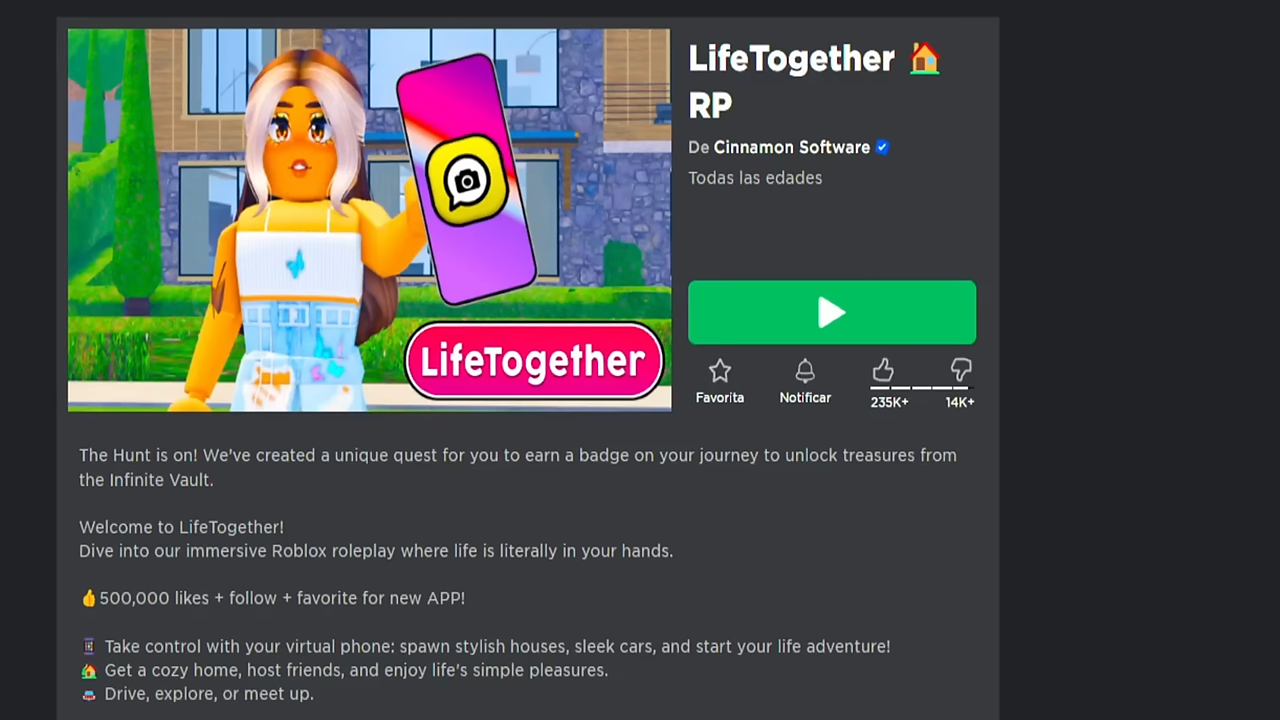 LifeTogether 🏠
RP
De Cinnamon Software
Todas las edades
LifeTogether
Favorita
Notificar
235K+
14K+
The Hunt is on! We've created a unique quest for you to earn a badge on your journey to unlock treasures from
the Infinite Vault.
Welcome to LifeTogether!
Dive into our immersive Roblox roleplay where life is literally in your hands.
👍500,000 likes + follow + favorite for new APP!
📱 Take control with your virtual phone: spawn stylish houses, sleek cars, and start your life adventure!
🏡 Get a cozy home, host friends, and enjoy life's simple pleasures.
🚘 Drive, explore, or meet up.